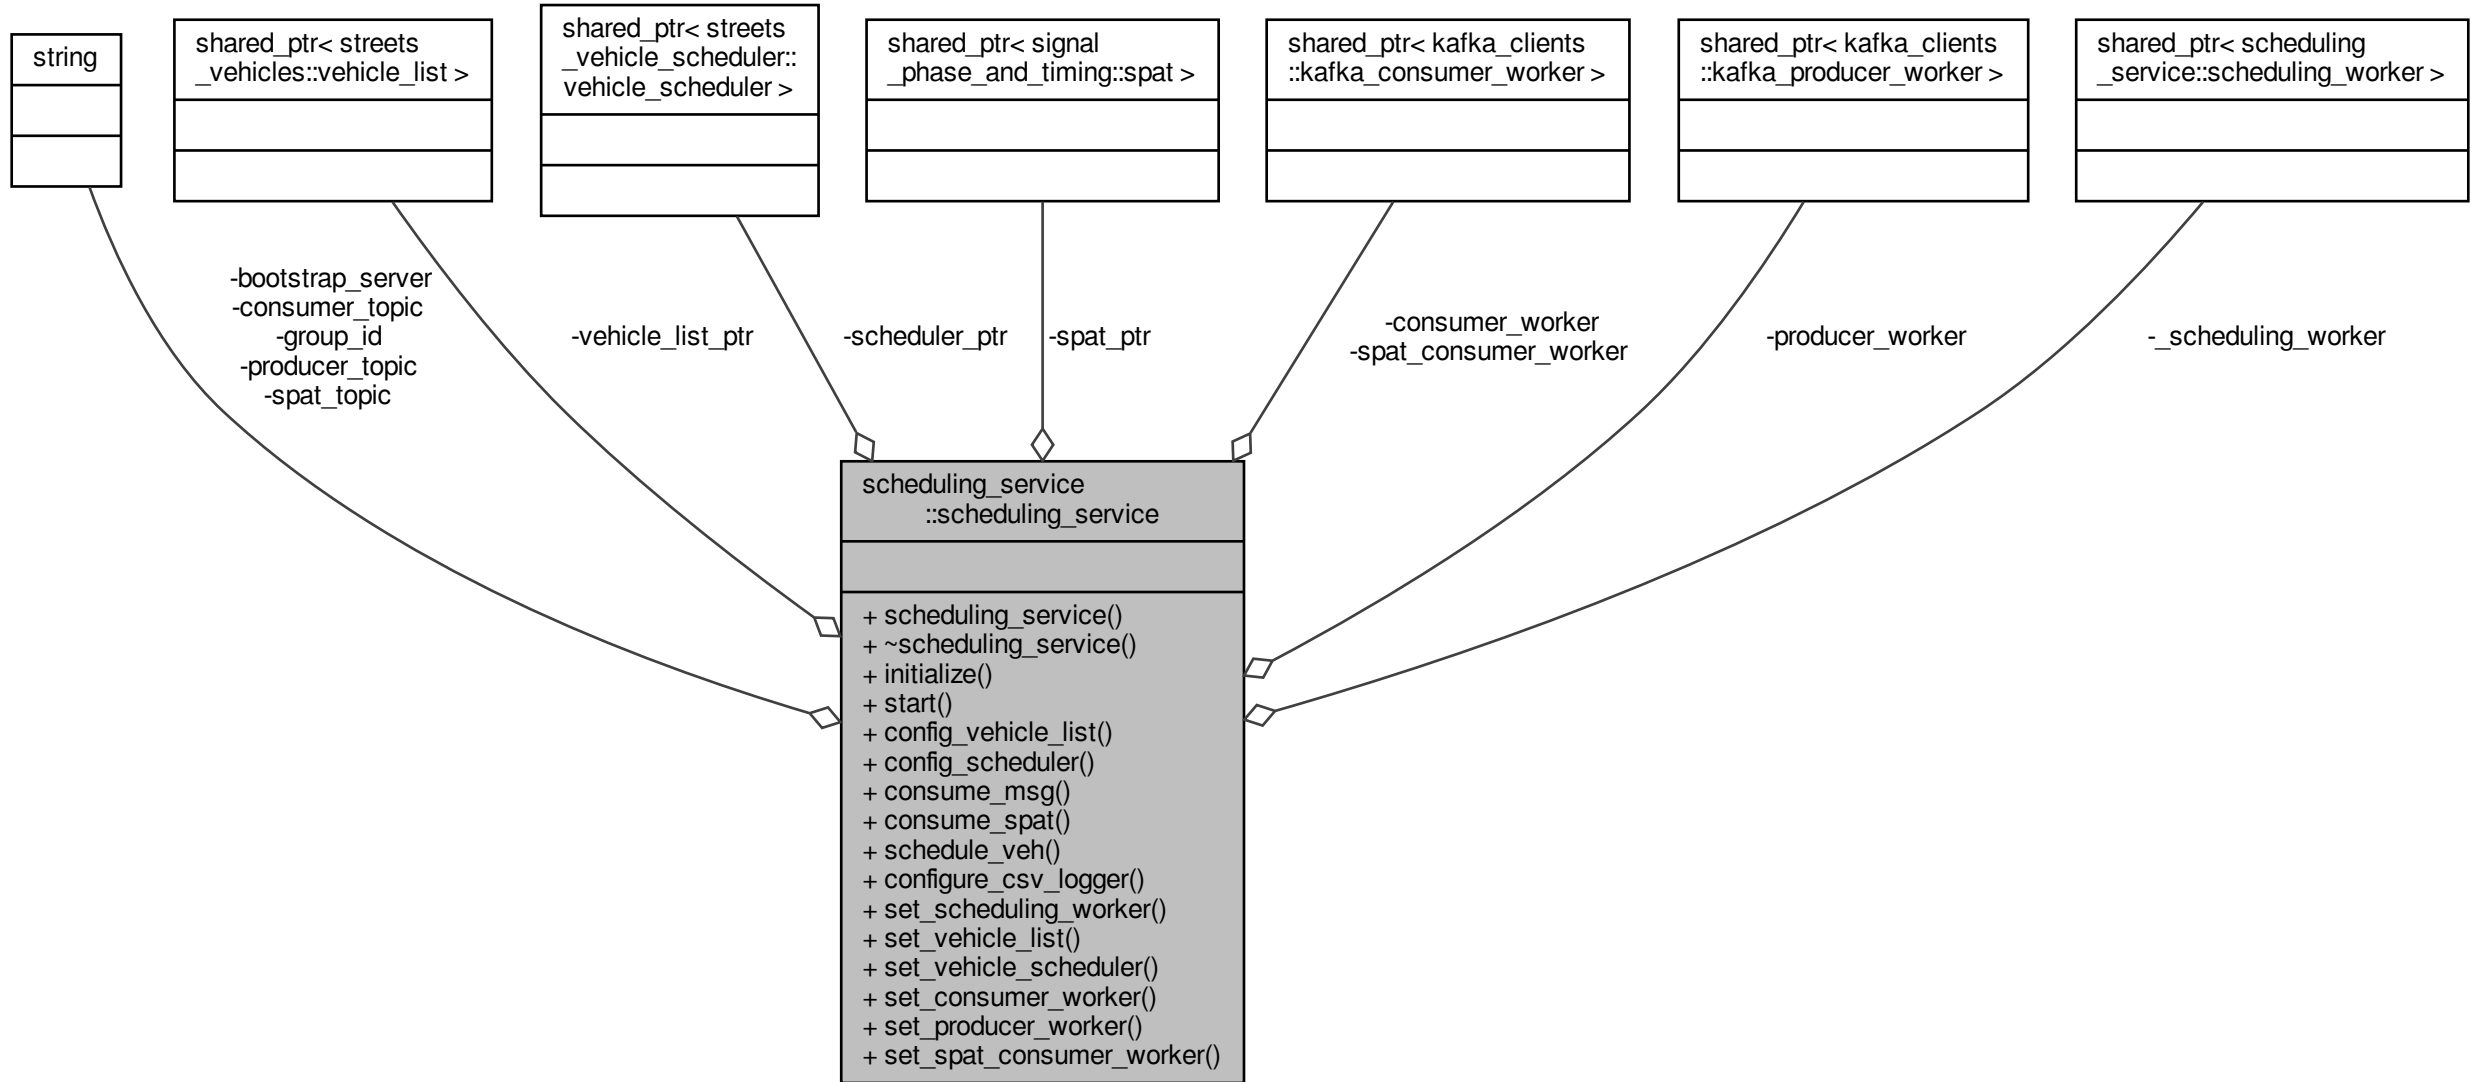 string
shared_ptr< streets
_vehicles::vehicle_list >
shared_ptr< streets
_vehicle_scheduler::
vehicle_scheduler >
shared_ptr< signal
_phase_and_timing::spat >
shared_ptr< kafka_clients
::kafka_consumer_worker >
shared_ptr< kafka_clients
::kafka_producer_worker >
shared_ptr< scheduling
_service::scheduling_worker >
-bootstrap_server
-consumer_topic
-group_id
-producer_topic
-spat_topic
-vehicle_list_ptr
-scheduler_ptr
-spat_ptr
-consumer_worker
-spat_consumer_worker
-producer_worker
-_scheduling_worker
scheduling_service
::scheduling_service
+ scheduling_service()
+ ~scheduling_service()
+ initialize()
+ start()
+ config_vehicle_list()
+ config_scheduler()
+ consume_msg()
+ consume_spat()
+ schedule_veh()
+ configure_csv_logger()
+ set_scheduling_worker()
+ set_vehicle_list()
+ set_vehicle_scheduler()
+ set_consumer_worker()
+ set_producer_worker()
+ set_spat_consumer_worker()